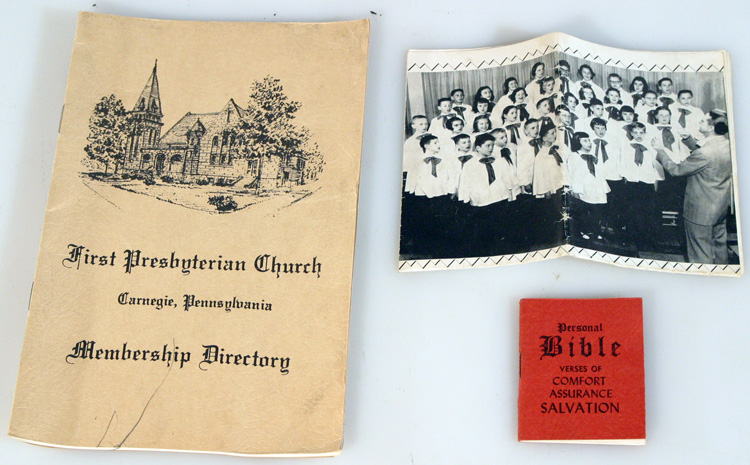 First Presbyterian Church
Carnegie, Pennsylvania
Membership Directory
Personal
Bible
VERSES OF
COMFORT
ASSURANCE
SALVATION